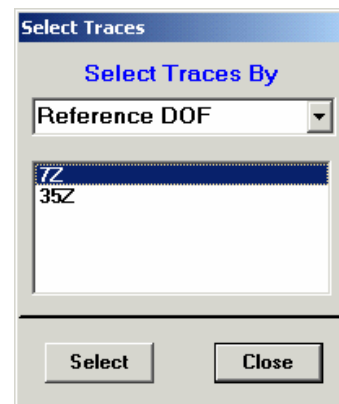 Select Traces
Select Traces By
Reference DOF
7Z
35Z
Select Close